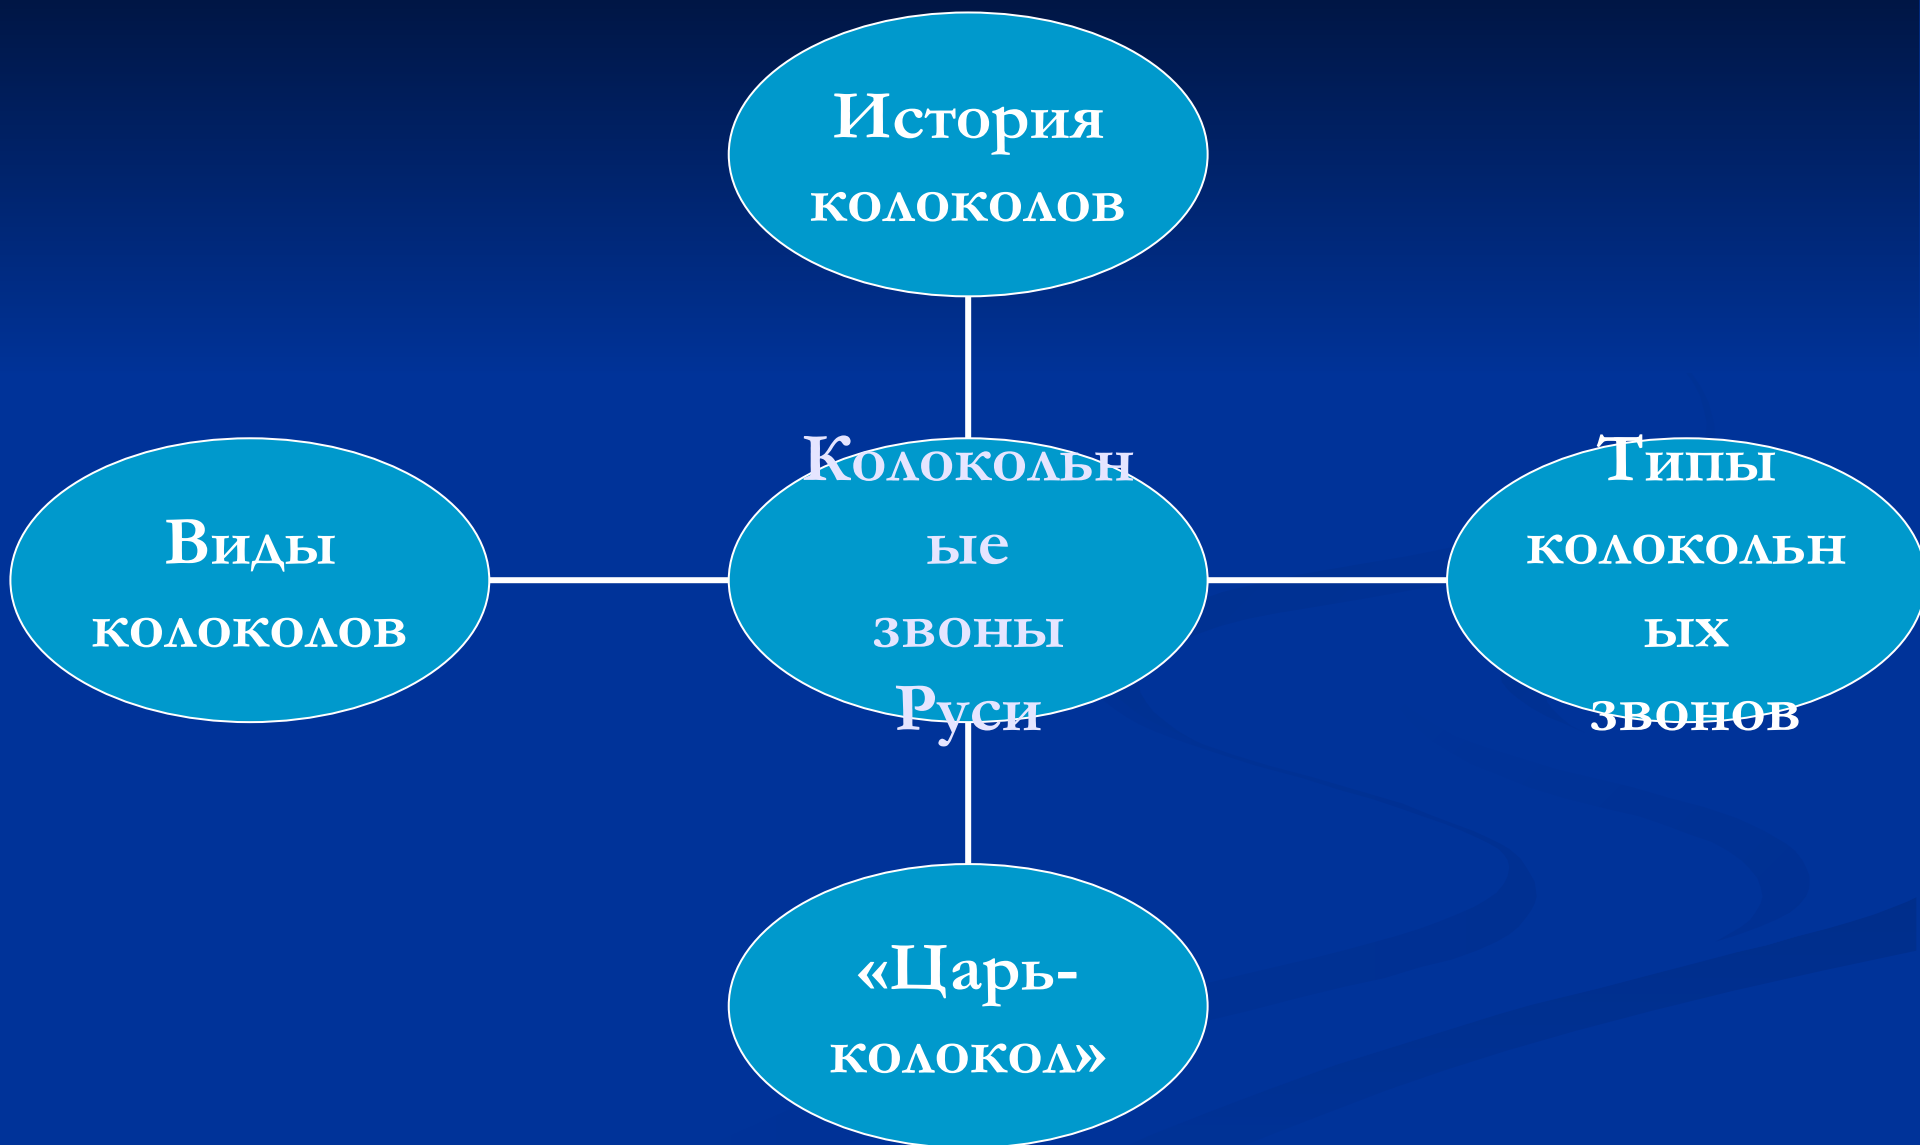 История
колоколов
Виды
колоколов
Колокольн
ые
звоны
Руси
Типы
колокольн
ых
звонов
«Царь-
колокол»